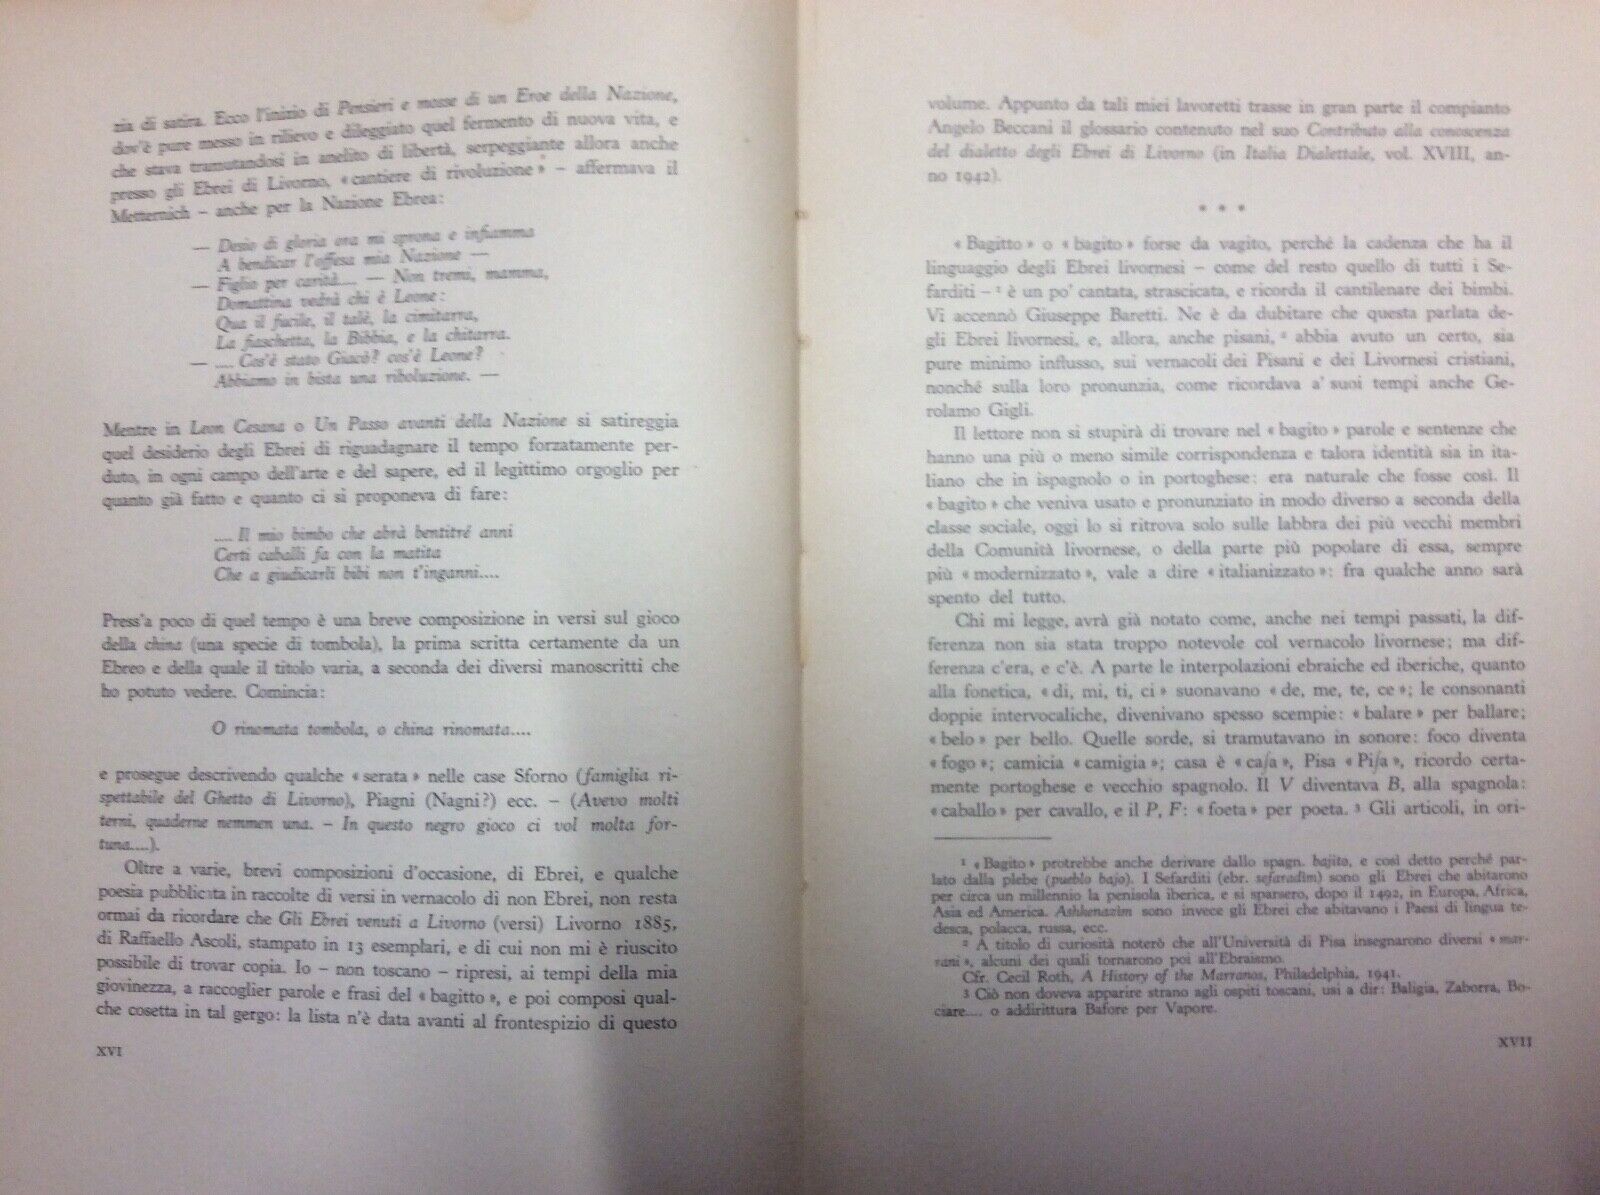 zia di satira. Ecco l'inizio di Pensieri e mosse di un Eroe della Nazione,
dov'è pure messo in rilievo e dileggiato quel fermento di nuova vita, e
che stava tramutandosi in anelito di libertà, serpeggiante allora anche
presso gli Ebrei di Livorno, « cantiere di rivoluzione » – affermava il
Metternich – anche per la Nazione Ebrea:
— Desio di gloria ora mi sprona e infiamma
A bendicar l'offesa mia Nazione —
— Figlio per carità.... — Non tremi, mamma,
Domattina vedrà chi è Leone:
Qua il fucile, il talè, la cimitarra,
La fiaschetta, la Bibbia, e la chitarra.
— .... Cos'è stato Giacò? cos'è Leone?
Abbiamo in bista una riboluzione. —
Mentre in Leon Cesana o Un Passo avanti della Nazione si satireggia
quel desiderio degli Ebrei di riguadagnare il tempo forzatamente per-
duto, in ogni campo dell'arte e del sapere, ed il legittimo orgoglio per
quanto già fatto e quanto ci si proponeva di fare:
.... Il mio bimbo che abrà bentitré anni
Certi caballi fa con la matita
Che a giudicarli bibi non t'inganni....
Press'a poco di quel tempo è una breve composizione in versi sul gioco
della china (una specie di tombola), la prima scritta certamente da un
Ebreo e della quale il titolo varia, a seconda dei diversi manoscritti che
ho potuto vedere. Comincia:
O rinomata tombola, o china rinomata....
e prosegue descrivendo qualche « serata » nelle case Sforno (famiglia ri-
spettabile del Ghetto di Livorno), Piagni (Nagni?) ecc. – (Avevo molti
terni, quaderne nemmen una. – In questo negro gioco ci vol molta for-
tuna....).
Oltre a varie, brevi composizioni d'occasione, di Ebrei, e qualche
poesia pubblicata in raccolte di versi in vernacolo di non Ebrei, non resta
ormai da ricordare che Gli Ebrei venuti a Livorno (versi) Livorno 1885,
di Raffaello Ascoli, stampato in 13 esemplari, e di cui non mi è riuscito
possibile di trovar copia. Io – non toscano – ripresi, ai tempi della mia
giovinezza, a raccoglier parole e frasi del « bagitto », e poi composi qual-
che cosetta in tal gergo: la lista n'è data avanti al frontespizio di questo
XVI
volume. Appunto da tali miei lavoretti trasse in gran parte il compianto
Angelo Beccani il glossario contenuto nel suo Contributo alla conoscenza
del dialetto degli Ebrei di Livorno (in Italia Dialettale, vol. XVIII, an-
no 1942).
* * *
« Bagitto » o « bagito » forse da vagito, perché la cadenza che ha il
linguaggio degli Ebrei livornesi – come del resto quello di tutti i Se-
farditi – ¹ è un po' cantata, strascicata, e ricorda il cantilenare dei bimbi.
Vi accennò Giuseppe Baretti. Ne è da dubitare che questa parlata de-
gli Ebrei livornesi, e, allora, anche pisani, ² abbia avuto un certo, sia
pure minimo influsso, sui vernacoli dei Pisani e dei Livornesi cristiani,
nonché sulla loro pronunzia, come ricordava a' suoi tempi anche Ge-
rolamo Gigli.
Il lettore non si stupirà di trovare nel « bagito » parole e sentenze che
hanno una più o meno simile corrispondenza e talora identità sia in ita-
liano che in ispagnolo o in portoghese: era naturale che fosse così. Il
« bagito » che veniva usato e pronunziato in modo diverso a seconda della
classe sociale, oggi lo si ritrova solo sulle labbra dei più vecchi membri
della Comunità livornese, o della parte più popolare di essa, sempre
più « modernizzato », vale a dire « italianizzato »: fra qualche anno sarà
spento del tutto.
Chi mi legge, avrà già notato come, anche nei tempi passati, la dif-
ferenza non sia stata troppo notevole col vernacolo livornese; ma dif-
ferenza c'era, e c'è. A parte le interpolazioni ebraiche ed iberiche, quanto
alla fonetica, « di, mi, ti, ci » suonavano « de, me, te, ce »; le consonanti
doppie intervocaliche, divenivano spesso scempie: « balare » per ballare;
« belo » per bello. Quelle sorde, si tramutavano in sonore: foco diventa
« fogo »; camicia « camigia »; casa è « caſa », Pisa « Piſa », ricordo certa-
mente portoghese e vecchio spagnolo. Il V diventava B, alla spagnola:
« caballo » per cavallo, e il P, F: « foeta » per poeta. ³ Gli articoli, in ori-
¹ « Bagito » protrebbe anche derivare dallo spagn. bajito, e così detto perché par-
lato dalla plebe (pueblo bajo). I Sefarditi (ebr. sefaradim) sono gli Ebrei che abitarono
per circa un millennio la penisola iberica, e si sparsero, dopo il 1492, in Europa, Africa,
Asia ed America. Ashhenazim sono invece gli Ebrei che abitavano i Paesi di lingua te-
desca, polacca, russa, ecc.
² A titolo di curiosità noterò che all'Università di Pisa insegnarono diversi « mar-
rani », alcuni dei quali tornarono poi all'Ebraismo.
Cfr. Cecil Roth, A History of the Marranos, Philadelphia, 1941.
³ Ciò non doveva apparire strano agli ospiti toscani, usi a dir: Baligia, Zaborra, Bo-
ciare.... o addirittura Bafore per Vapore.
XVII